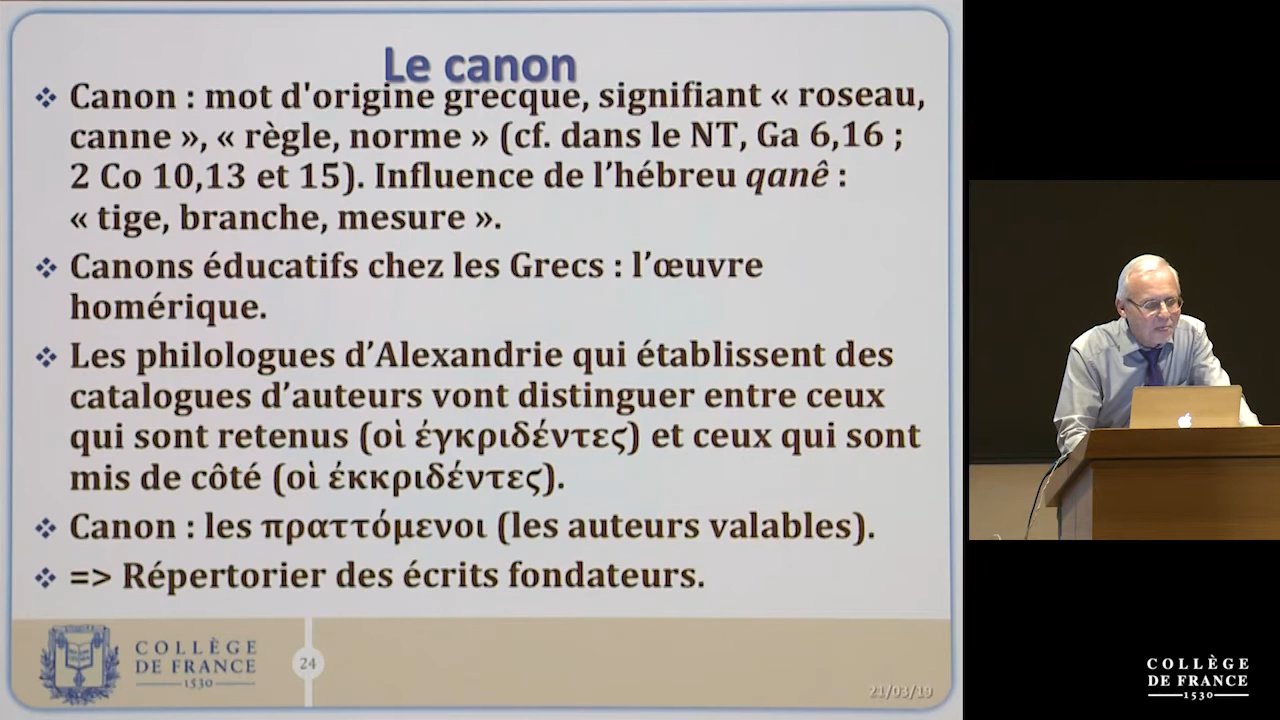 Le canon
❖ Canon : mot d'origine grecque, signifiant « roseau,
canne », « règle, norme » (cf. dans le NT, Ga 6,16 ;
2 Co 10,13 et 15). Influence de l’hébreu qanê :
« tige, branche, mesure ».
❖ Canons éducatifs chez les Grecs : l’œuvre
homérique.
❖ Les philologues d’Alexandrie qui établissent des
catalogues d’auteurs vont distinguer entre ceux
qui sont retenus (οἱ ἐγκριδέντες) et ceux qui sont
mis de côté (οἱ ἐκκριδέντες).
❖ Canon : les πραττόμενοι (les auteurs valables).
❖ => Répertorier des écrits fondateurs.
COLLÈGE
DE FRANCE
1530
24
21/03/19
COLLÈGE
DE FRANCE
1530